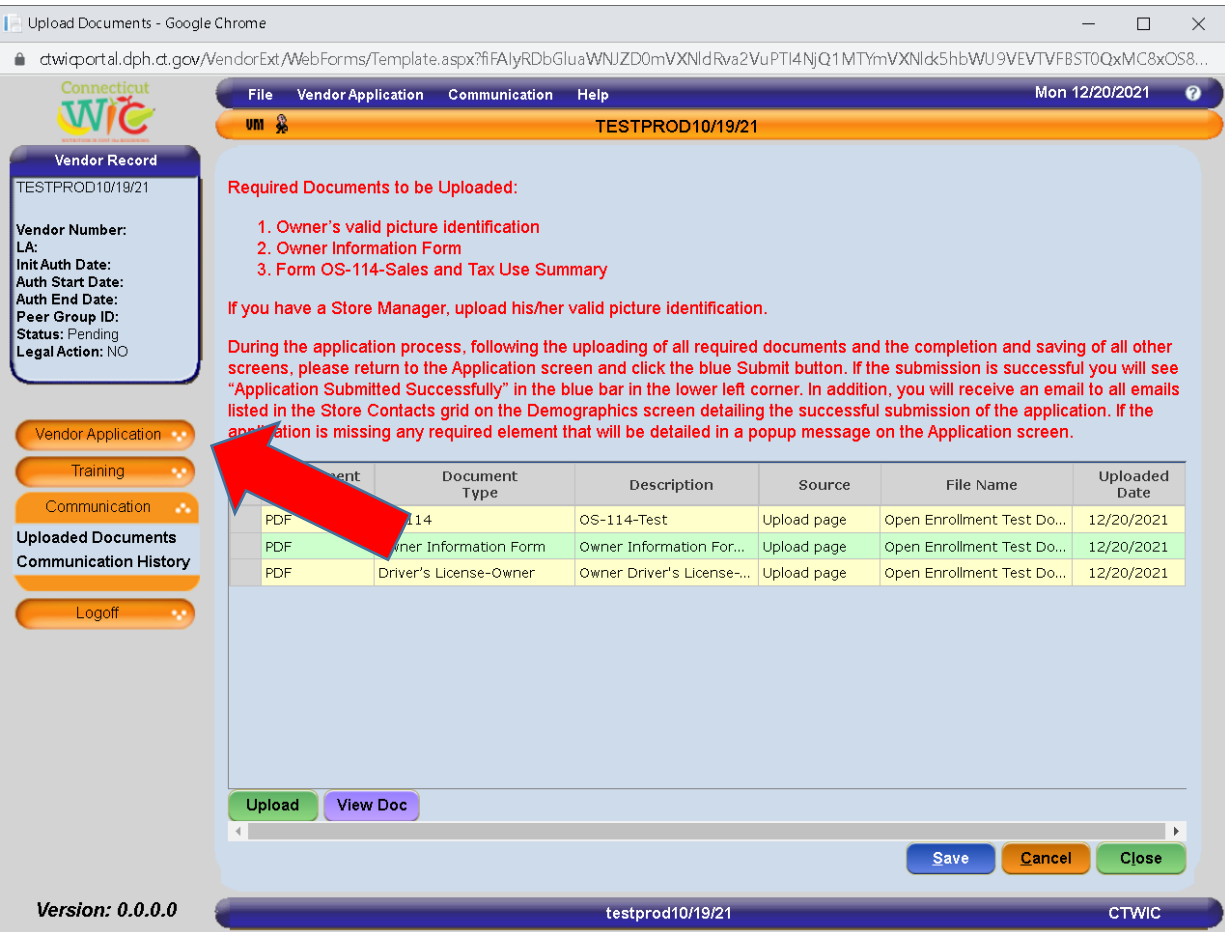 Upload Documents - Google Chrome
Connecticut
WIC
File Vendor Application Communication Help Mon 12/20/2021 ?
VM TESTPROD10/19/21
Vendor Record
TESTPROD10/19/21
Vendor Number:
LA:
Init Auth Date:
Auth Start Date:
Auth End Date:
Peer Group ID:
Status: Pending
Legal Action: NO
Vendor Application
Training
Communication
Uploaded Documents
Communication History
Logoff
Version: 0.0.0.0
Required Documents to be Uploaded:
1. Owner's valid picture identification
2. Owner Information Form
3. Form OS-114-Sales and Tax Use Summary
If you have a Store Manager, upload his/her valid picture identification.
During the application process, following the uploading of all required documents and the completion and saving of all other
screens, please return to the Application screen and click the blue Submit button. If the submission is successful you will see
“Application Submitted Successfully” in the blue bar in the lower left corner. In addition, you will receive an email to all emails
listed in the Store Contacts grid on the Demographics screen detailing the successful submission of the application. If the
application is missing any required element that will be detailed in a popup message on the Application screen.
Document Type Description Source File Name Uploaded Date
PDF 114 OS-114-Test Upload page Open Enrollment Test Do... 12/20/2021
PDF Owner Information Form Owner Information For... Upload page Open Enrollment Test Do... 12/20/2021
PDF Driver's License-Owner Owner Driver's License-... Upload page Open Enrollment Test Do... 12/20/2021
Upload View Doc
Save Cancel Close
testprod10/19/21 CTWIC